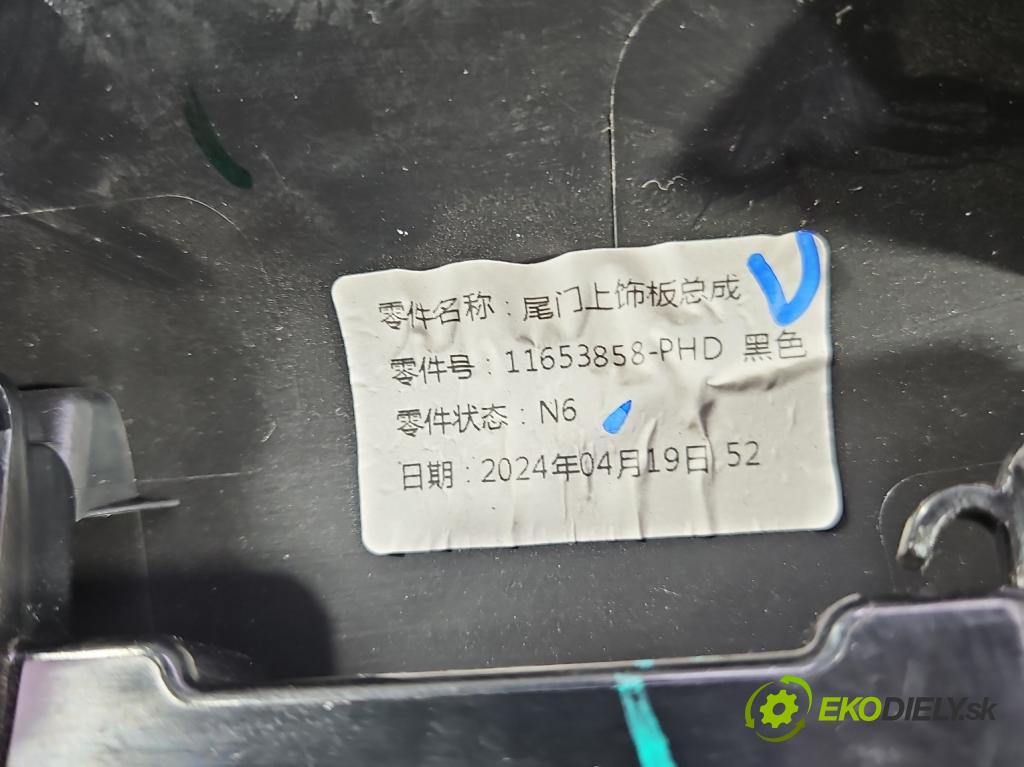 零件名称：尾门上饰板总成
零件号：11653858-PHD 黑色
零件状态：N6
日期：2024年04月19日 52
EKODIELY.sk